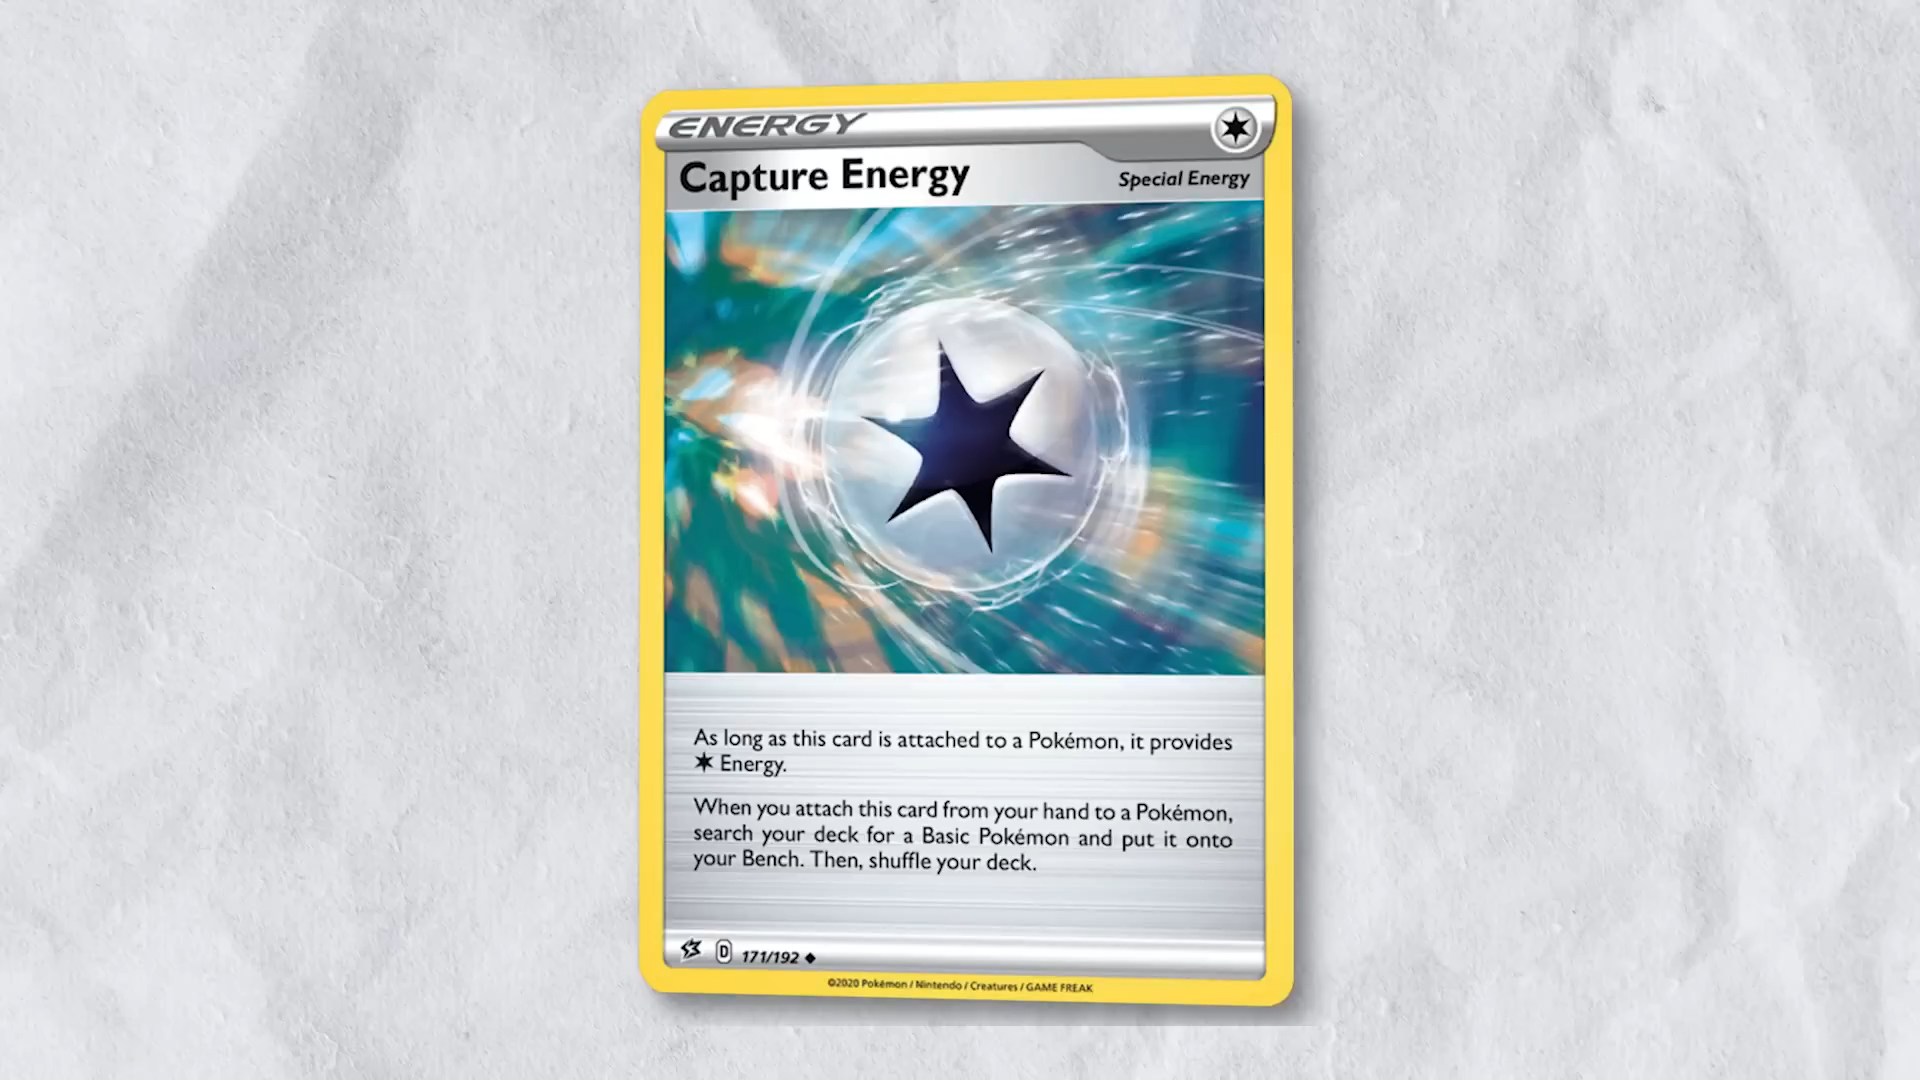 ENERGY
Capture Energy
Special Energy
As long as this card is attached to a Pokémon, it provides
Energy.
When you attach this card from your hand to a Pokémon,
search your deck for a Basic Pokémon and put it onto
your Bench. Then, shuffle your deck.
D 171/192
©2020 Pokémon / Nintendo / Creatures / GAME FREAK